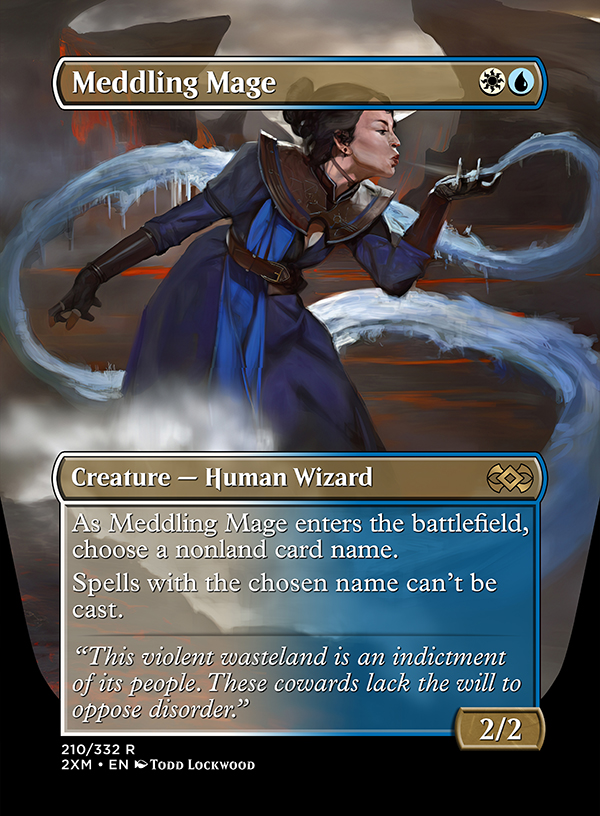 Meddling Mage
Creature — Human Wizard
As Meddling Mage enters the battlefield,
choose a nonland card name.
Spells with the chosen name can't be
cast.
“This violent wasteland is an indictment
of its people. These cowards lack the will to
oppose disorder.”
2/2
210/332 R
2XM • EN Todd Lockwood